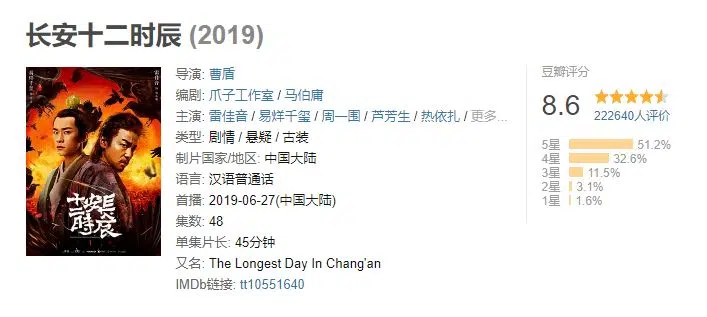 长安十二时辰 (2019)
导演: 曹盾
编剧: 爪子工作室 / 马伯庸
主演: 雷佳音 / 易烊千玺 / 周一围 / 芦芳生 / 热依扎 / 更多...
类型: 剧情 / 悬疑 / 古装
制片国家/地区: 中国大陆
语言: 汉语普通话
首播: 2019-06-27(中国大陆)
集数: 48
单集片长: 45分钟
又名: The Longest Day In Chang'an
IMDb链接: tt10551640
豆瓣评分
8.6
222640人评价
5星 51.2%
4星 32.6%
3星 11.5%
2星 3.1%
1星 1.6%
长安十二时辰